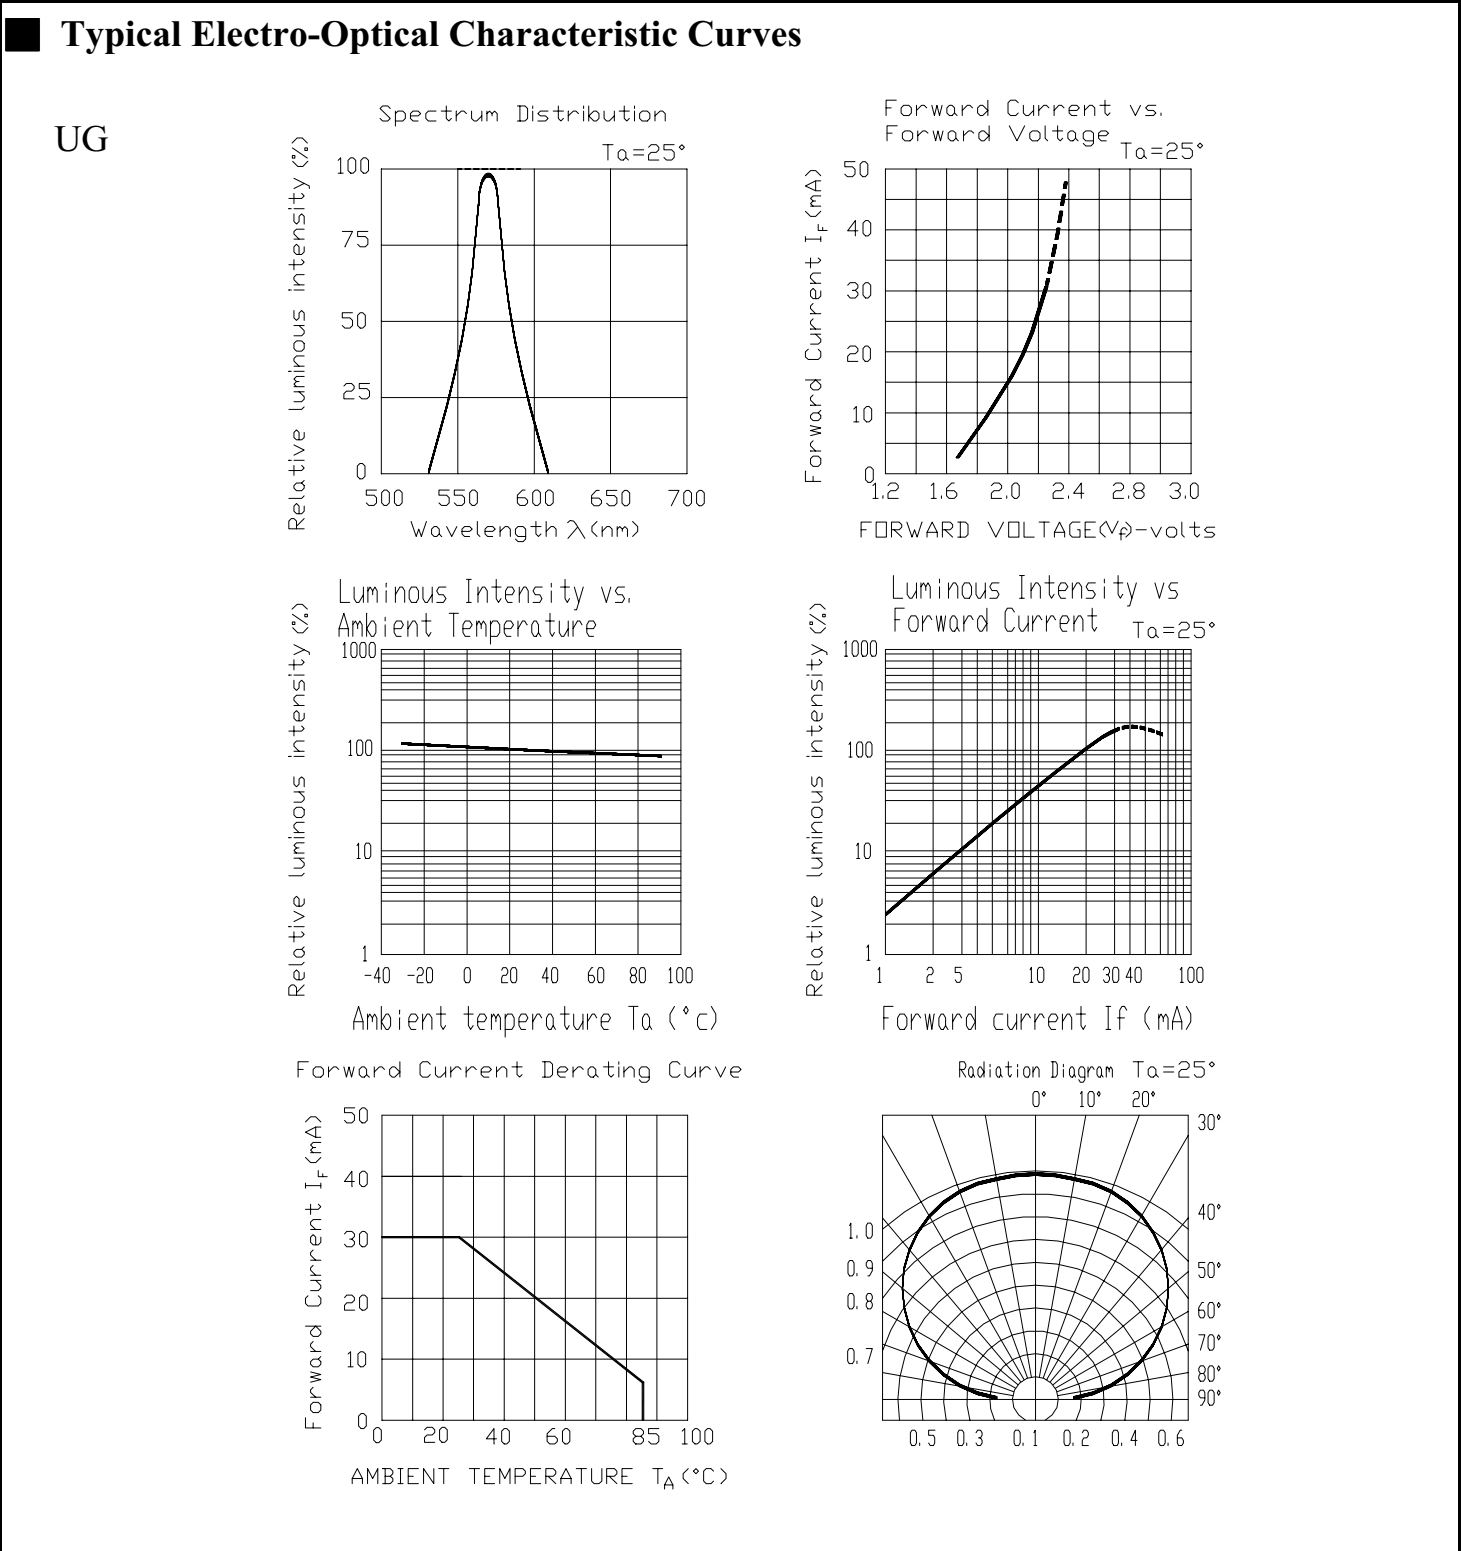 Typical Electro-Optical Characteristic Curves
UG
Spectrum Distribution
Ta=25°
Relative luminous intensity (%)
100
75
50
25
0
500 550 600 650 700
Wavelength λ(nm)
Forward Current vs.
Forward Voltage
Ta=25°
Forward Current IF(mA)
50
40
30
20
10
0
1.2 1.6 2.0 2.4 2.8 3.0
FORWARD VOLTAGE(Vf)-volts
Luminous Intensity vs.
Ambient Temperature
Relative luminous intensity (%)
1000
100
10
1
-40 -20 0 20 40 60 80 100
Ambient temperature Ta (°c)
Luminous Intensity vs
Forward Current
Ta=25°
Relative luminous intensity (%)
1000
100
10
1
1 2 5 10 20 30 40 100
Forward current If (mA)
Forward Current Derating Curve
Forward Current IF(mA)
50
40
30
20
10
0
0 20 40 60 85 100
AMBIENT TEMPERATURE TA(°C)
Radiation Diagram Ta=25°
0° 10° 20°
30°
40°
1.0
50°
0.9
0.8
60°
70°
0.7
80°
90°
0.5 0.3 0.1 0.2 0.4 0.6